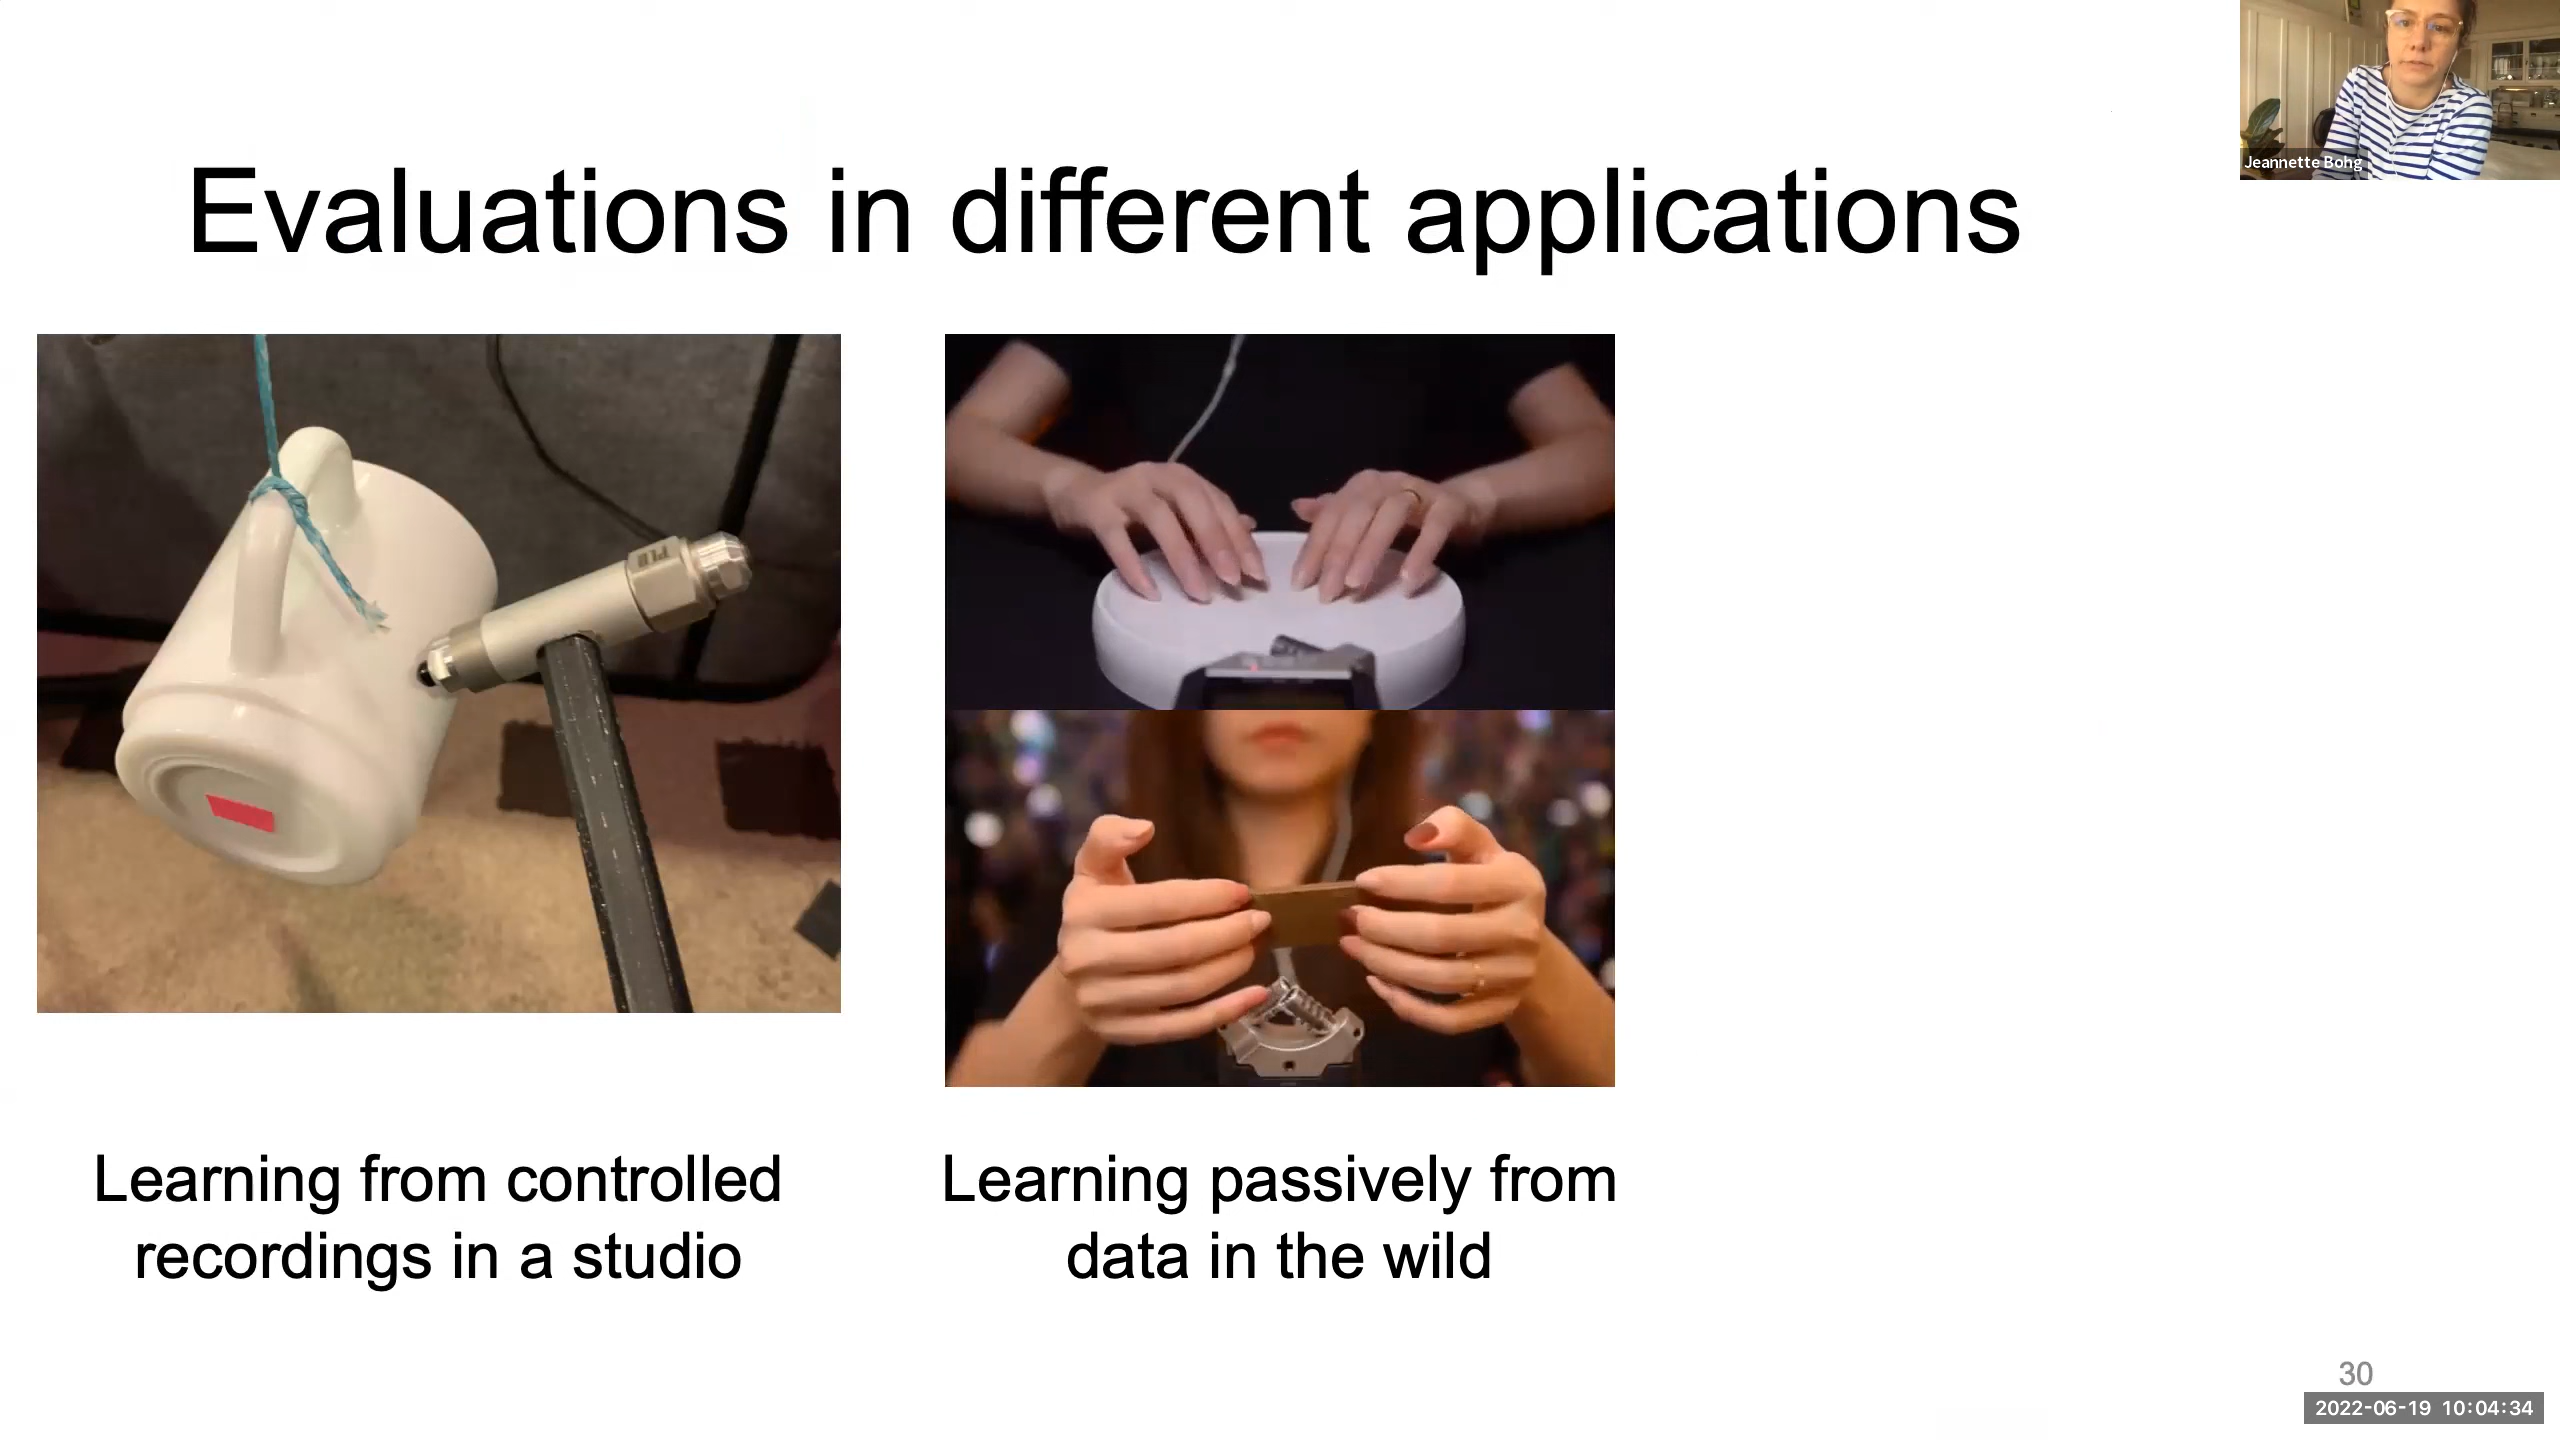 Jeannette Bohg
Evaluations in different applications
Learning from controlled
recordings in a studio
Learning passively from
data in the wild
30
2022-06-19 10:04:34